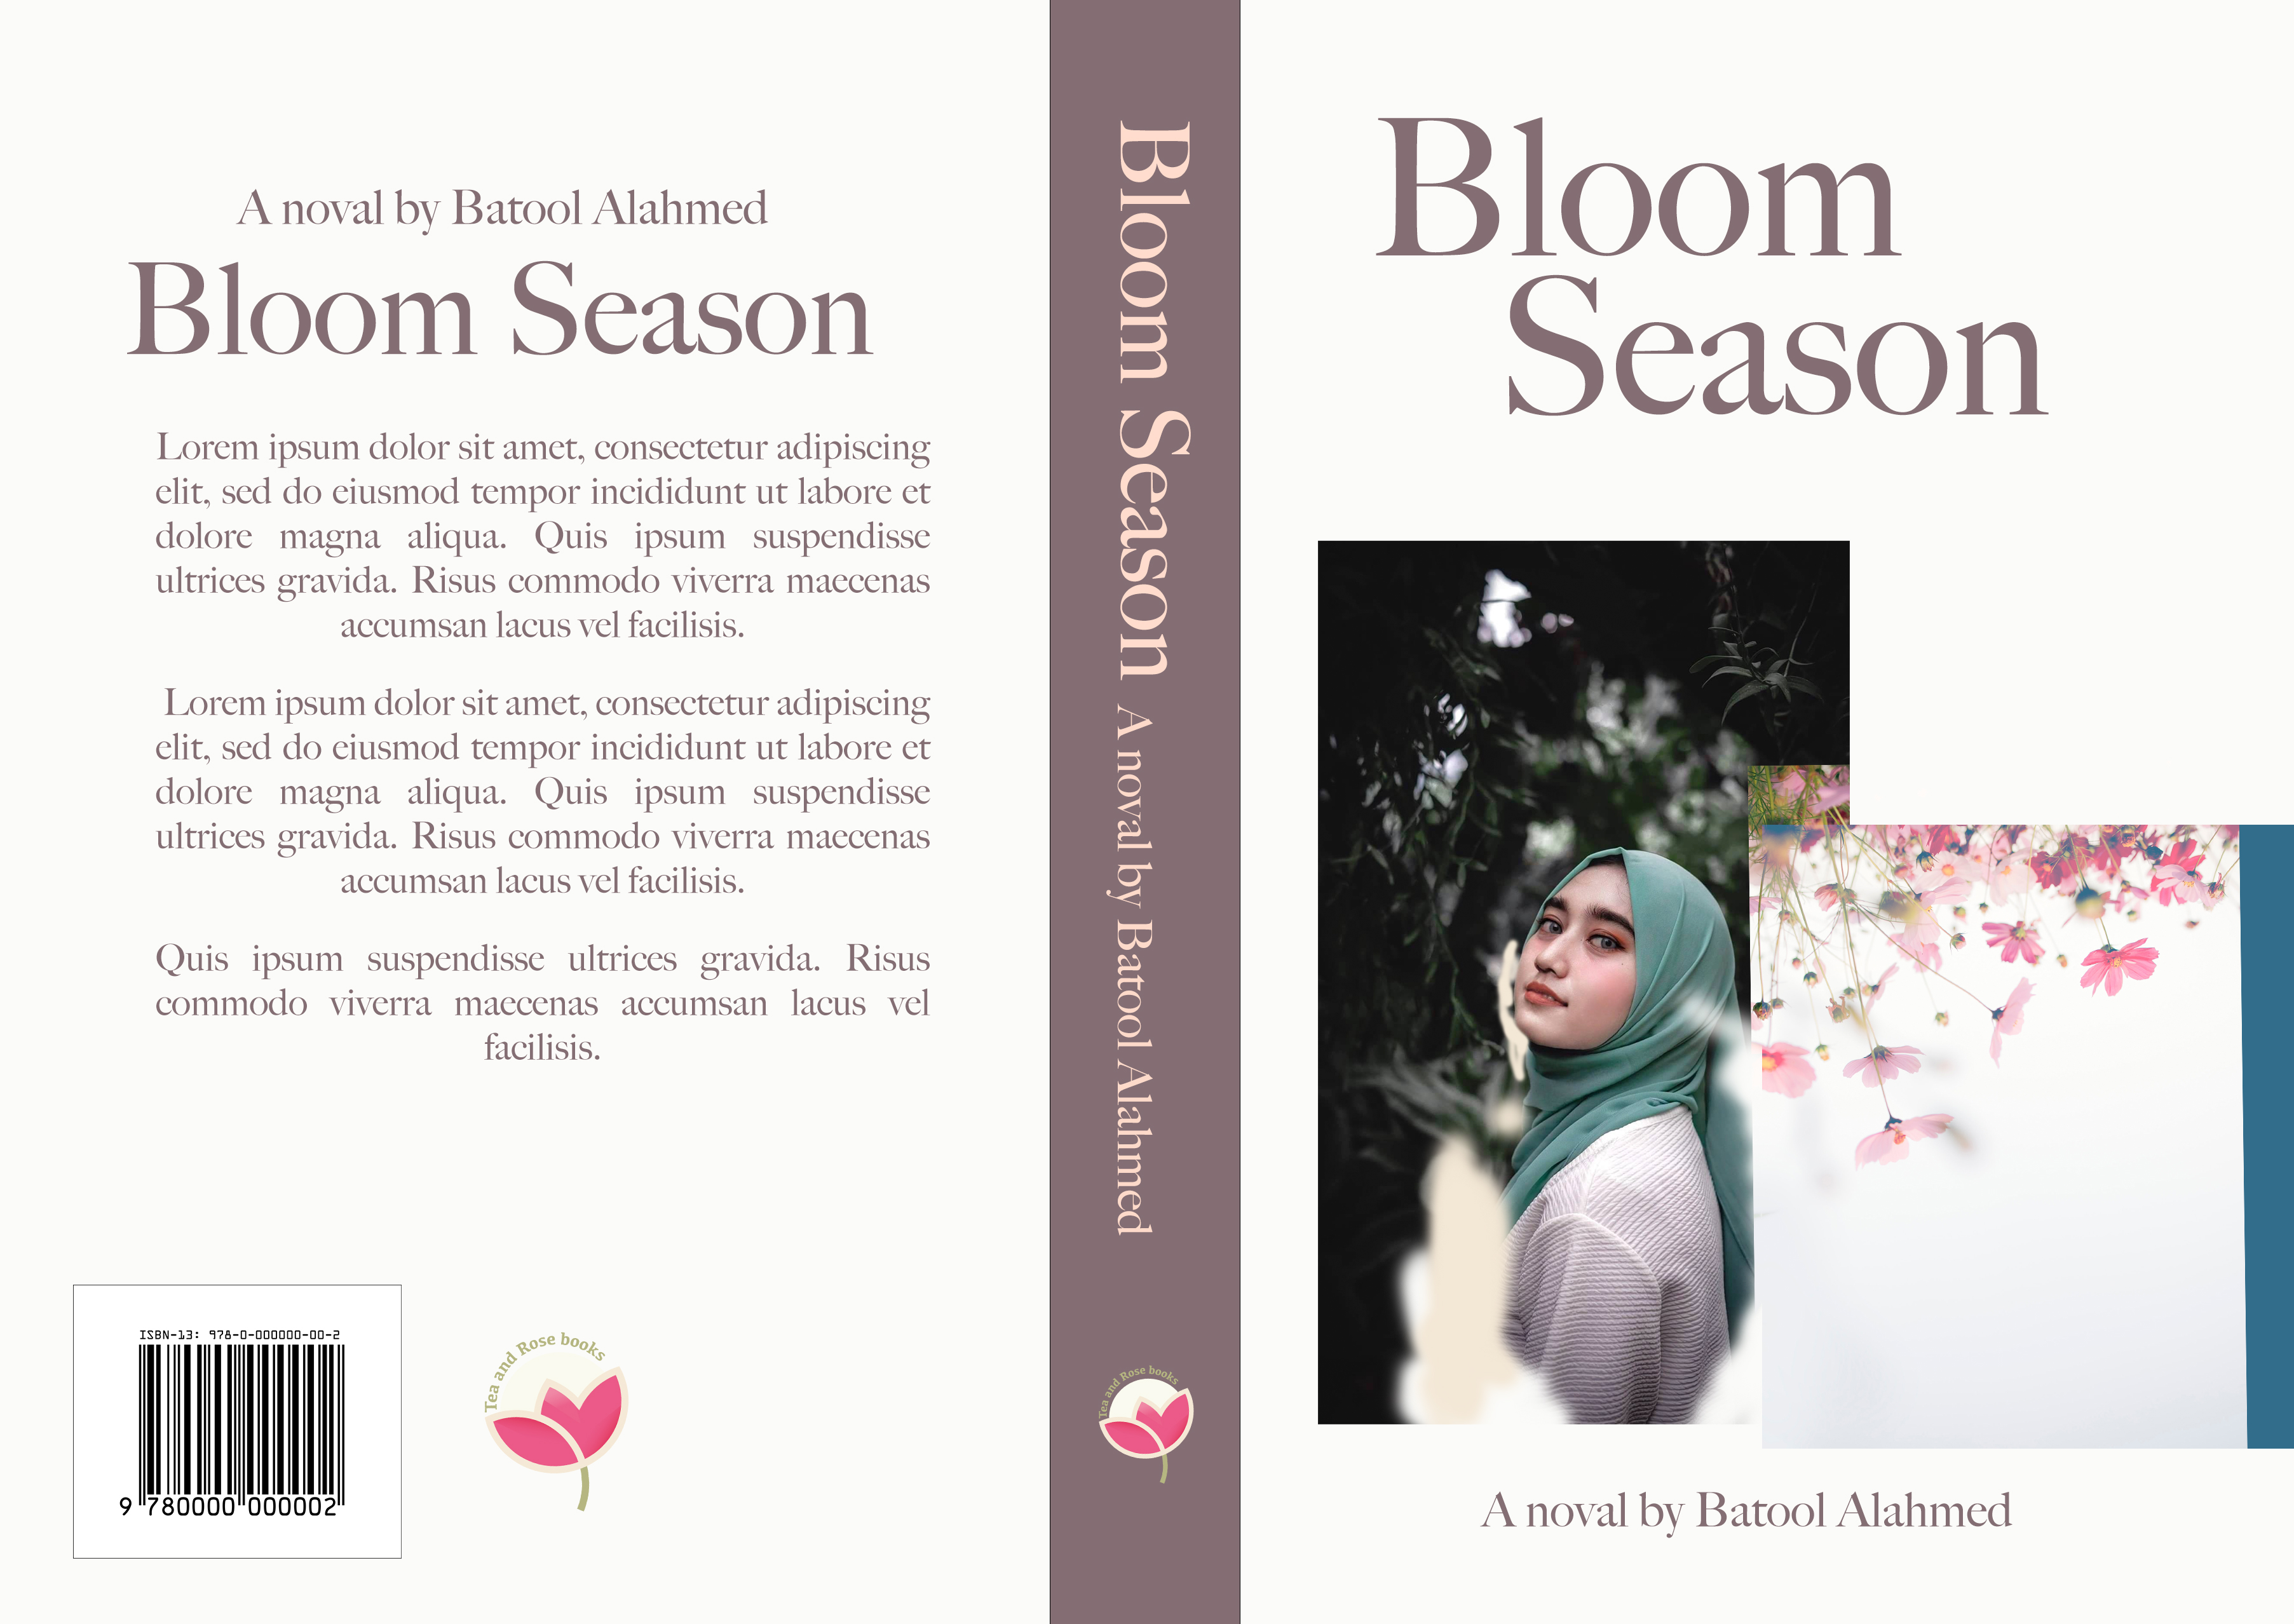 A noval by Batool Alahmed
Bloom Season
Lorem ipsum dolor sit amet, consectetur adipiscing
elit, sed do eiusmod tempor incididunt ut labore et
dolore magna aliqua. Quis ipsum suspendisse
ultrices gravida. Risus commodo viverra maecenas
accumsan lacus vel facilisis.
Lorem ipsum dolor sit amet, consectetur adipiscing
elit, sed do eiusmod tempor incididunt ut labore et
dolore magna aliqua. Quis ipsum suspendisse
ultrices gravida. Risus commodo viverra maecenas
accumsan lacus vel facilisis.
Quis ipsum suspendisse ultrices gravida. Risus
commodo viverra maecenas accumsan lacus vel
facilisis.
ISBN-13: 978-0-000000-00-2
9 780000 000002
Tea and Rose books
Bloom Season A noval by Batool Alahmed
Tea and Rose books
Bloom
Season
A noval by Batool Alahmed